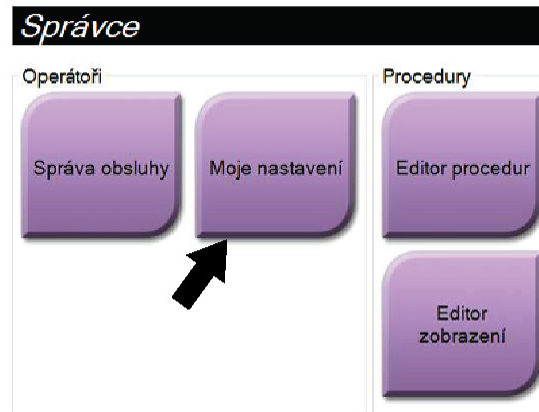 Správce
Operátoři
Procedury
Správa obsluhy
Moje nastavení
Editor procedur
Editor
zobrazení